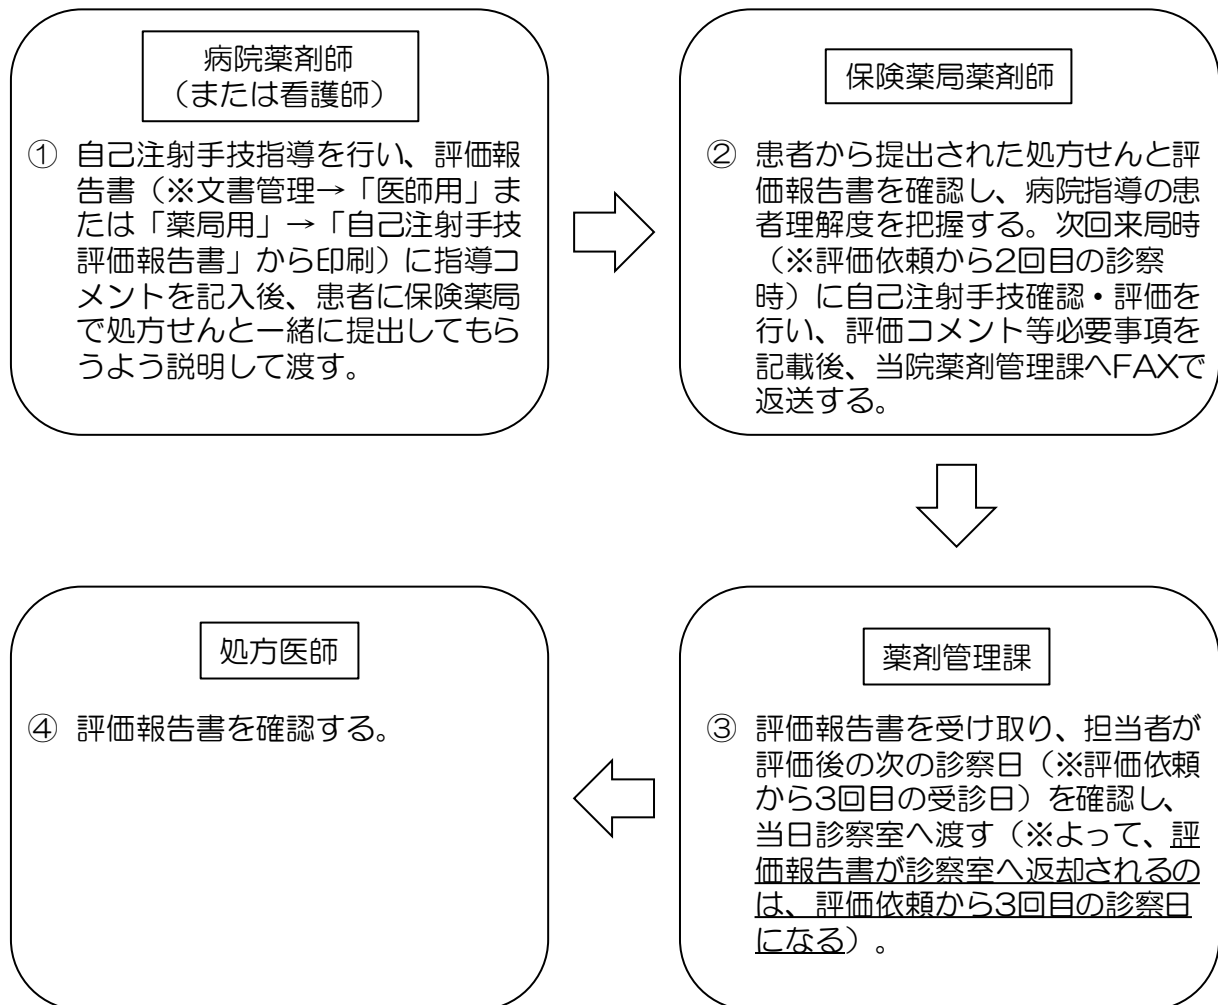 病院薬剤師
（または看護師）
① 自己注射手技指導を行い、評価報
告書（※文書管理→「医師用」ま
たは「薬局用」→「自己注射手技
評価報告書」から印刷）に指導コ
メントを記入後、患者に保険薬局
で処方せんと一緒に提出してもら
うよう説明して渡す。
保険薬局薬剤師
② 患者から提出された処方せんと評
価報告書を確認し、病院指導の患
者理解度を把握する。次回来局時
（※評価依頼から2回目の診察
時）に自己注射手技確認・評価を
行い、評価コメント等必要事項を
記載後、当院薬剤管理課へFAXで
返送する。
薬剤管理課
③ 評価報告書を受け取り、担当者が
評価後の次の診察日（※評価依頼
から3回目の受診日）を確認し、
当日診察室へ渡す（※よって、評
価報告書が診察室へ返却されるの
は、評価依頼から3回目の診察日
になる）。
処方医師
④ 評価報告書を確認する。